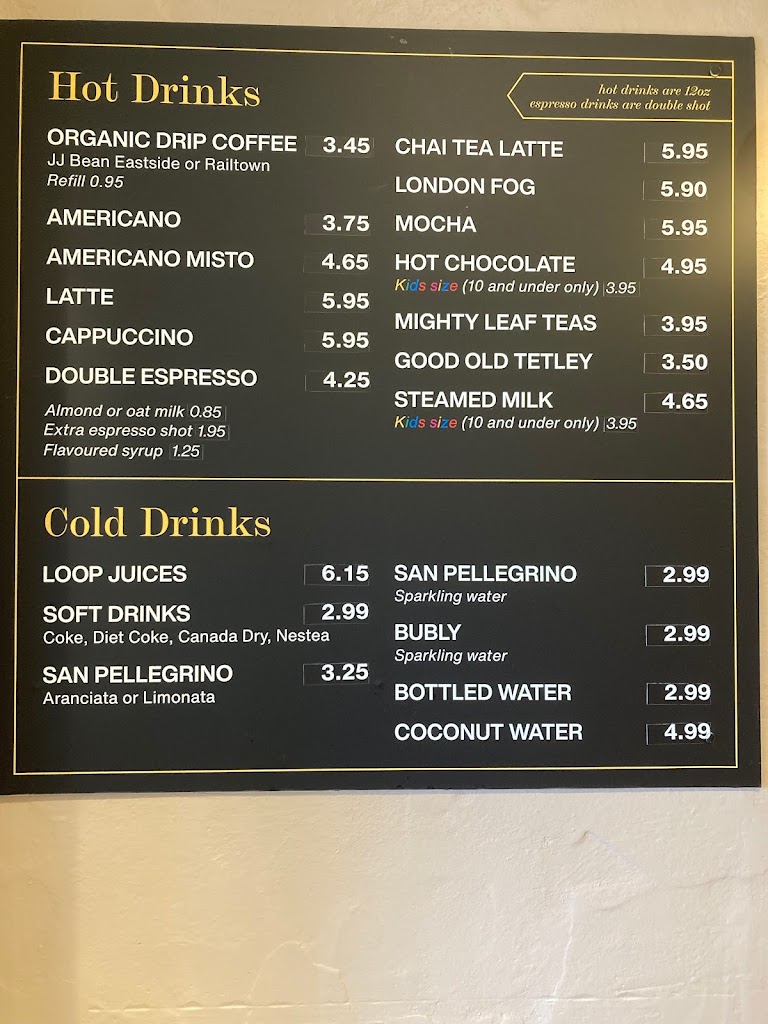 Hot Drinks
hot drinks are 12oz
espresso drinks are double shot
ORGANIC DRIP COFFEE 3.45
JJ Bean Eastside or Railtown
Refill 0.95
AMERICANO 3.75
AMERICANO MISTO 4.65
LATTE 5.95
CAPPUCCINO 5.95
DOUBLE ESPRESSO 4.25
Almond or oat milk 0.85
Extra espresso shot 1.95
Flavoured syrup 1.25
CHAI TEA LATTE 5.95
LONDON FOG 5.90
MOCHA 5.95
HOT CHOCOLATE 4.95
Kids size (10 and under only) 3.95
MIGHTY LEAF TEAS 3.95
GOOD OLD TETLEY 3.50
STEAMED MILK 4.65
Kids size (10 and under only) 3.95
Cold Drinks
LOOP JUICES 6.15
SOFT DRINKS 2.99
Coke, Diet Coke, Canada Dry, Nestea
SAN PELLEGRINO 3.25
Aranciata or Limonata
SAN PELLEGRINO 2.99
Sparkling water
BUBLY 2.99
Sparkling water
BOTTLED WATER 2.99
COCONUT WATER 4.99